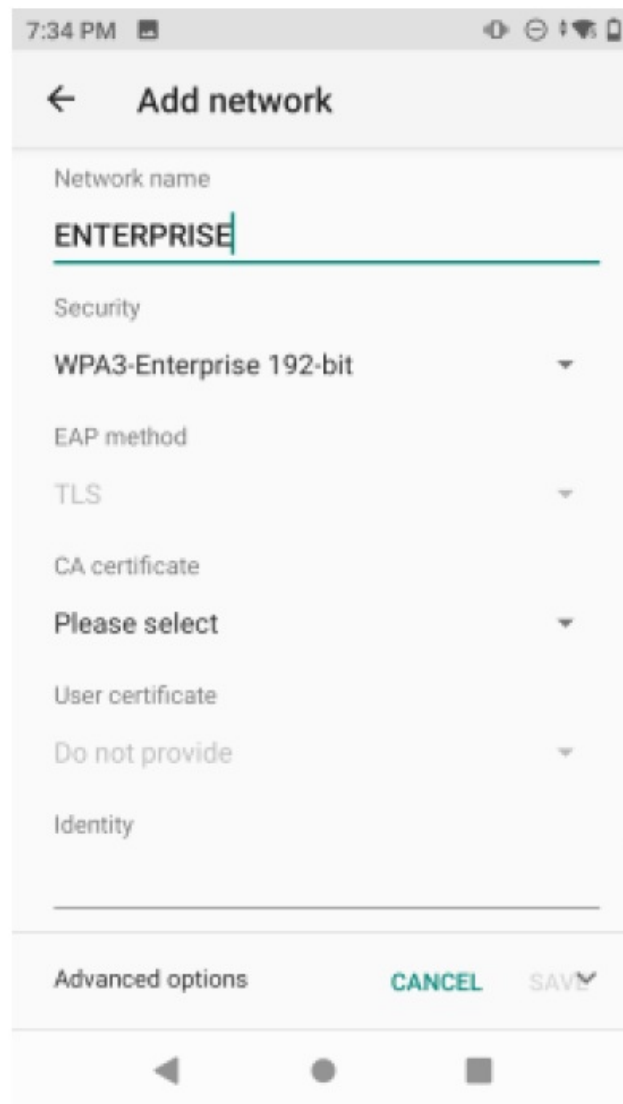 7:34 PM
Add network
Network name
ENTERPRISE
Security
WPA3-Enterprise 192-bit
EAP method
TLS
CA certificate
Please select
User certificate
Do not provide
Identity
Advanced options CANCEL SAVE